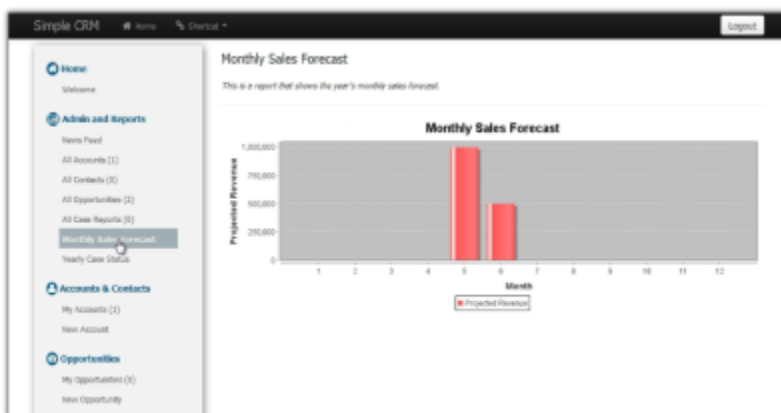 Simple CRM Home Shortcut Logout
Home
Welcome
Admin and Reports
News Feed
All Accounts (1)
All Contacts (0)
All Opportunities (2)
All Case Reports (0)
Monthly Sales Forecast
Yearly Case Status
Accounts & Contacts
My Accounts (1)
New Account
Opportunities
My Opportunities (0)
New Opportunity
Monthly Sales Forecast
This is a report that shows the year's monthly sales forecast.
Monthly Sales Forecast
Projected Revenue
1,000,000
750,000
500,000
250,000
0
1 2 3 4 5 6 7 8 9 10 11 12
Month
Projected Revenue